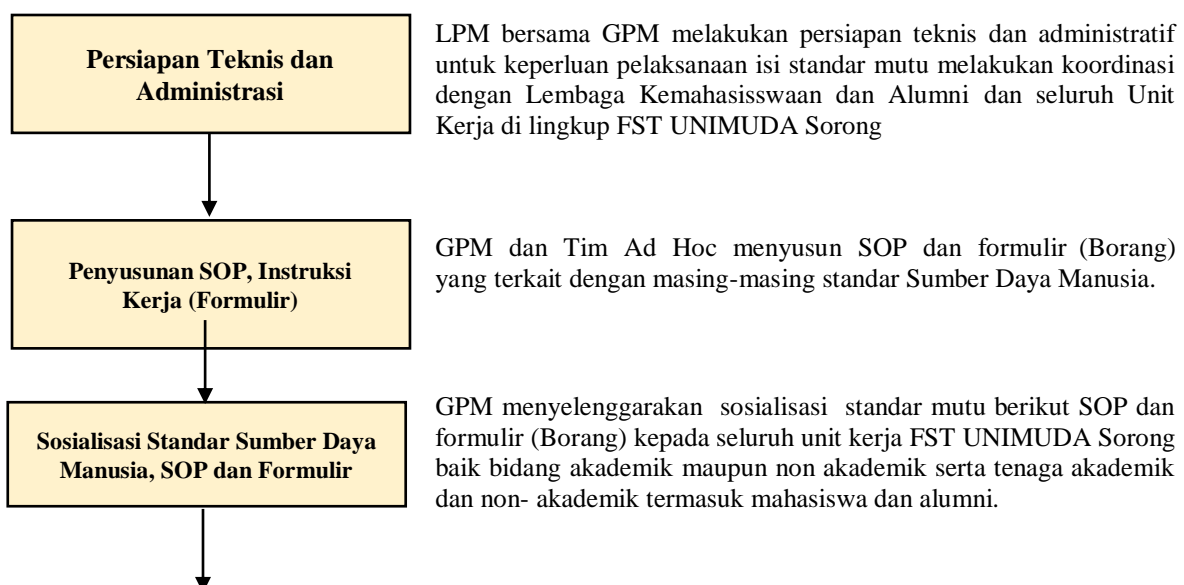 Persiapan Teknis dan
Administrasi
LPM bersama GPM melakukan persiapan teknis dan administratif
untuk keperluan pelaksanaan isi standar mutu melakukan koordinasi
dengan Lembaga Kemahasisswaan dan Alumni dan seluruh Unit
Kerja di lingkup FST UNIMUDA Sorong
Penyusunan SOP, Instruksi
Kerja (Formulir)
GPM dan Tim Ad Hoc menyusun SOP dan formulir (Borang)
yang terkait dengan masing-masing standar Sumber Daya Manusia.
Sosialisasi Standar Sumber Daya
Manusia, SOP dan Formulir
GPM menyelenggarakan sosialisasi standar mutu berikut SOP dan
formulir (Borang) kepada seluruh unit kerja FST UNIMUDA Sorong
baik bidang akademik maupun non akademik serta tenaga akademik
dan non- akademik termasuk mahasiswa dan alumni.